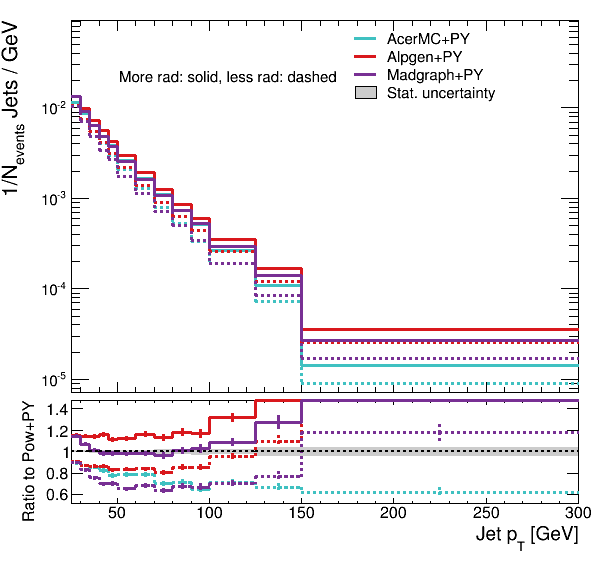 1/N_events Jets / GeV
AcerMC+PY
Alpgen+PY
More rad: solid, less rad: dashed
Madgraph+PY
Stat. uncertainty
10^-2
10^-3
10^-4
10^-5
Ratio to Pow+PY
1.4
1.2
1
0.8
0.6
50 100 150 200 250 300
Jet p_T [GeV]